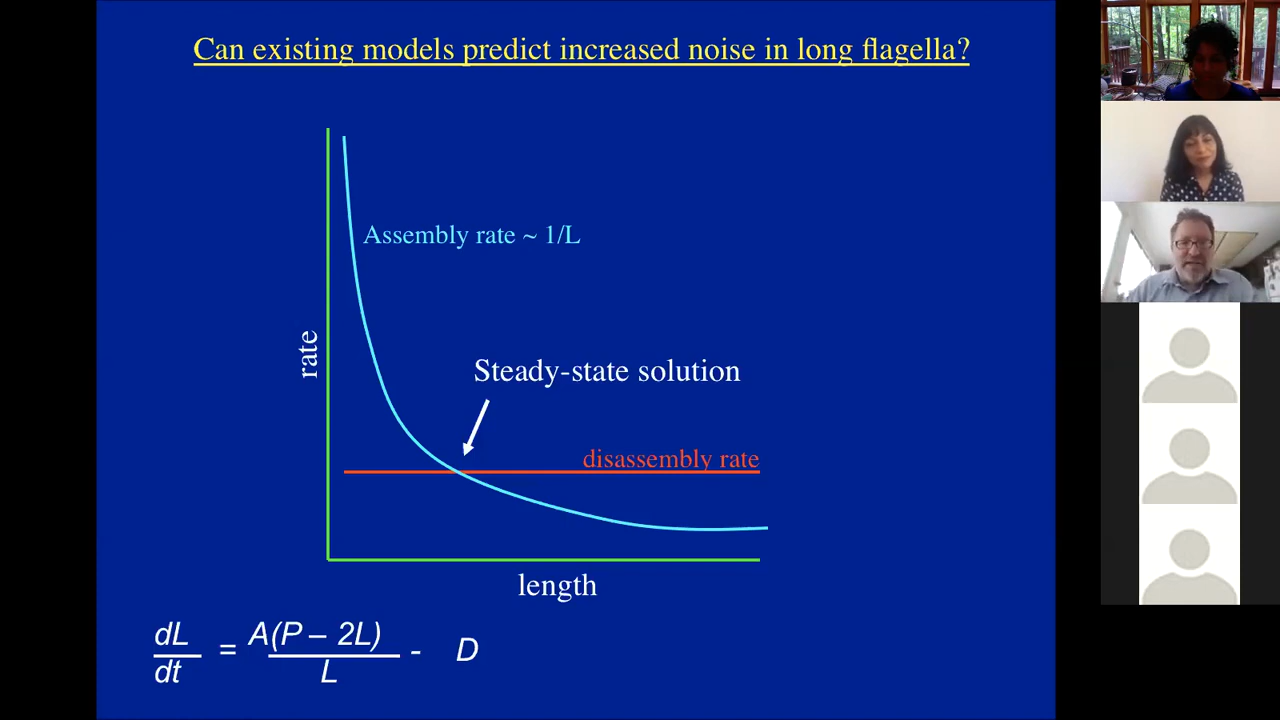 Can existing models predict increased noise in long flagella?
Assembly rate ~ 1/L
rate
Steady-state solution
disassembly rate
length
dL = A(P – 2L) - D
dt L